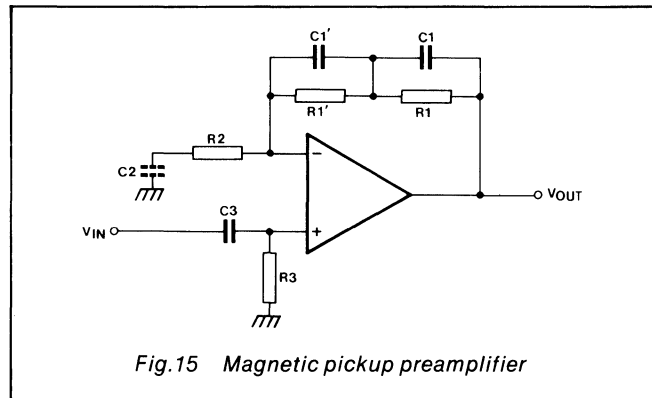 C1′ C1
R1′ R1
R2
−
C2
VOUT
C3
VIN
+
R3
Fig.15 Magnetic pickup preamplifier